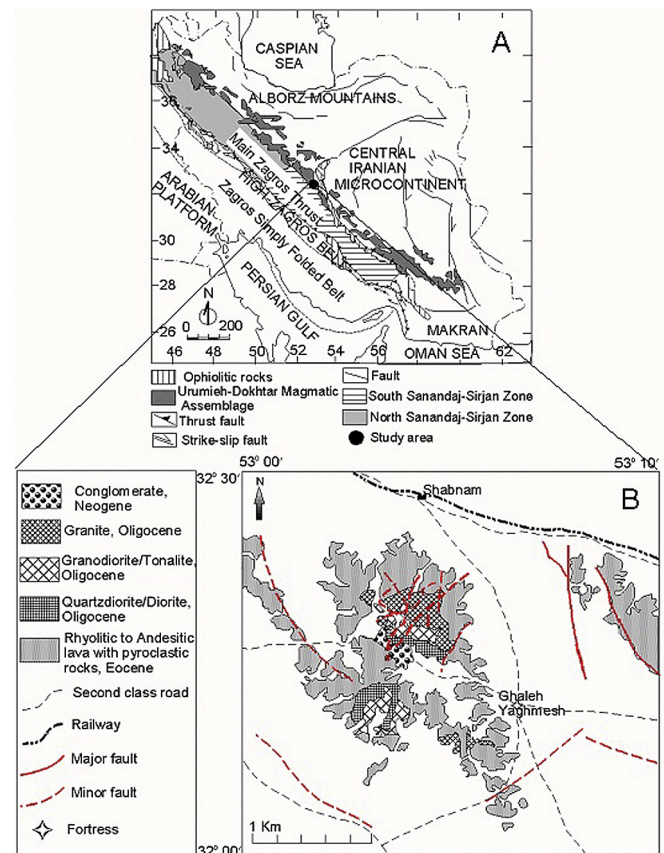 A
CASPIAN
SEA
ALBORZ MOUNTAINS
36
34
30
28
26
CENTRAL
IRANIAN
MICROCONTINENT
Main Zagros Thrust
HIGH ZAGROS BELT
Zagros Simply Folded Belt
ARABIAN
PLATFORM
PERSIAN GULF
MAKRAN
OMAN SEA
N
0 200
46 50 52 54 56 62
Ophiolitic rocks
Urumieh-Dokhtar Magmatic
Assemblage
Thrust fault
Strike-slip fault
Fault
South Sanandaj-Sirjan Zone
North Sanandaj-Sirjan Zone
Study area
53 00'
53 10'
32 30'
32 00'
B
N
Shabnam
Ghaleh
Yaghmesh
1 Km
Conglomerate,
Neogene
Granite, Oligocene
Granodiorite/Tonalite,
Oligocene
Quartzdiorite/Diorite,
Oligocene
Rhyolitic to Andesitic
lava with pyroclastic
rocks, Eocene
Second class road
Railway
Major fault
Minor fault
Fortress